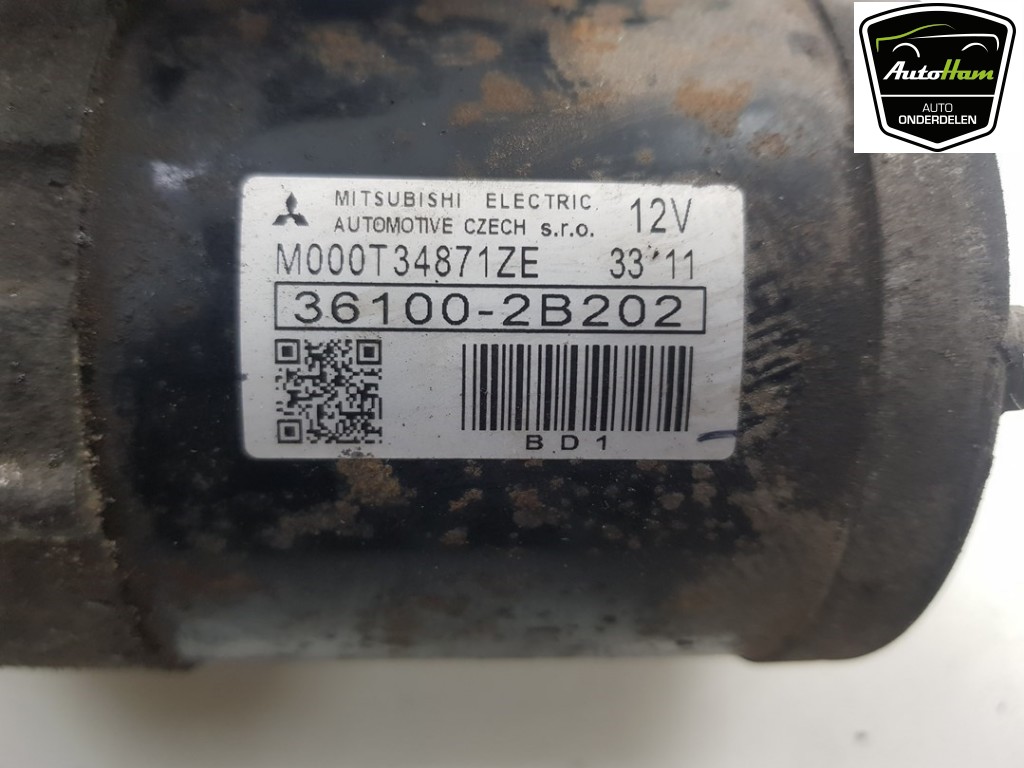 AutoHam
AUTO
ONDERDELEN
MITSUBISHI ELECTRIC. 12V
AUTOMOTIVE CZECH s.r.o.
M000T34871ZE 33'11
36100-2B202
BD1